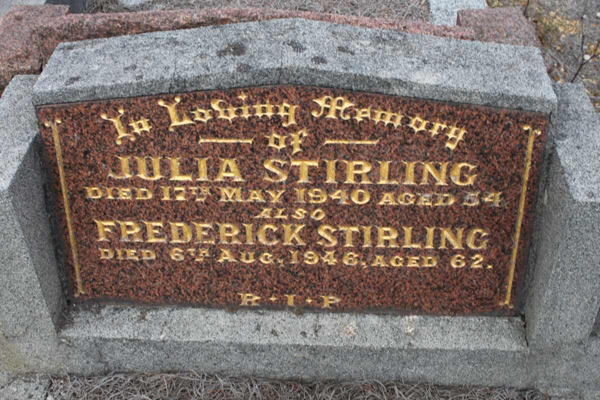 In Loving Memory
of
JULIA STIRLING
DIED 17TH MAY 1940 AGED 54
ALSO
FREDERICK STIRLING
DIED 6TH AUG, 1946, AGED 62.
R·I·P